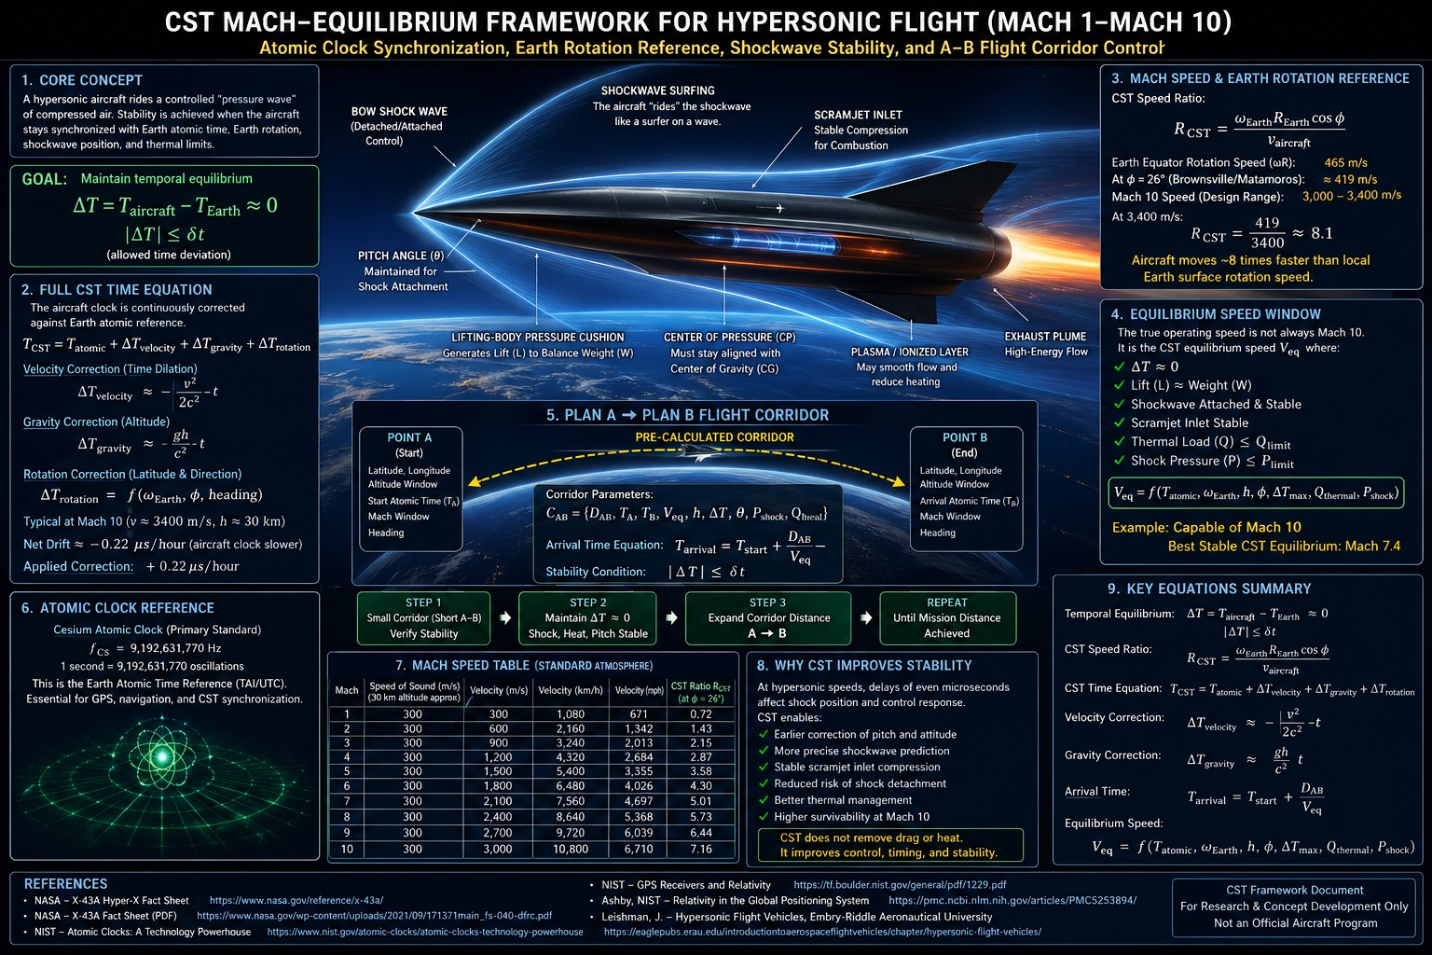 CST MACH–EQUILIBRIUM FRAMEWORK FOR HYPERSONIC FLIGHT (MACH 1–MACH 10)
Atomic Clock Synchronization, Earth Rotation Reference, Shockwave Stability, and A–B Flight Corridor Control
1. CORE CONCEPT
A hypersonic aircraft rides a controlled "pressure wave"
of compressed air. Stability is achieved when the aircraft
stays synchronized with Earth atomic time, Earth rotation,
shockwave position, and thermal limits.
GOAL: Maintain temporal equilibrium
ΔT = T_aircraft − T_Earth ≈ 0
|ΔT| ≤ δt
(allowed time deviation)
2. FULL CST TIME EQUATION
The aircraft clock is continuously corrected
against Earth atomic reference.
T_CST = T_atomic + ΔT_velocity + ΔT_gravity + ΔT_rotation
Velocity Correction (Time Dilation)
ΔT_velocity ≈ −| v²/2c² −t
Gravity Correction (Altitude)
ΔT_gravity ≈ - gh/c² · t
Rotation Correction (Latitude & Direction)
ΔT_rotation = f(ω_Earth, ϕ, heading)
Typical at Mach 10 (v ≈ 3400 m/s, h ≈ 30 km)
Net Drift ≈ −0.22 µs/hour (aircraft clock slower)
Applied Correction: + 0.22 µs/hour
BOW SHOCK WAVE
(Detached/Attached
Control)
SHOCKWAVE SURFING
The aircraft "rides" the shockwave
like a surfer on a wave.
SCRAMJET INLET
Stable Compression
for Combustion
PITCH ANGLE (θ)
Maintained for
Shock Attachment
LIFTING-BODY PRESSURE CUSHION
Generates Lift (L) to Balance Weight (W)
CENTER OF PRESSURE (CP)
Must stay aligned with
Center of Gravity (CG)
PLASMA / IONIZED LAYER
May smooth flow and
reduce heating
EXHAUST PLUME
High-Energy Flow
3. MACH SPEED & EARTH ROTATION REFERENCE
CST Speed Ratio:
R_CST = ω_Earth R_Earth cos ϕ / v_aircraft
Earth Equator Rotation Speed (ωR): 465 m/s
At ϕ = 26° (Brownsville/Matamoros): ≈ 419 m/s
Mach 10 Speed (Design Range): 3,000 – 3,400 m/s
At 3,400 m/s:
R_CST = 419/3400 ≈ 8.1
Aircraft moves ~8 times faster than local
Earth surface rotation speed.
4. EQUILIBRIUM SPEED WINDOW
The true operating speed is not always Mach 10.
It is the CST equilibrium speed V_eq where:
✓ ΔT ≈ 0
✓ Lift (L) ≈ Weight (W)
✓ Shockwave Attached & Stable
✓ Scramjet Inlet Stable
✓ Thermal Load (Q) ≤ Q_limit
✓ Shock Pressure (P) ≤ P_limit
V_eq = f(T_atomic, ω_Earth, h, ϕ, ΔT_max, Q_thermal, P_shock)
Example: Capable of Mach 10
Best Stable CST Equilibrium: Mach 7.4
5. PLAN A → PLAN B FLIGHT CORRIDOR
POINT A
(Start)
Latitude, Longitude
Altitude Window
Start Atomic Time (T_A)
Mach Window
Heading
PRE-CALCULATED CORRIDOR
Corridor Parameters:
C_AB = {D_AB, T_A, T_B, V_eq, h, ΔT, θ, P_shock, Q_hreal}
Arrival Time Equation: T_arrival = T_start + D_AB/V_eq −
Stability Condition: |ΔT| ≤ δt
POINT B
(End)
Latitude, Longitude
Altitude Window
Arrival Atomic Time (T_B)
Mach Window
Heading
STEP 1
Small Corridor (Short A–B)
Verify Stability
STEP 2
Maintain ΔT ≈ 0
Shock, Heat, Pitch Stable
STEP 3
Expand Corridor Distance
A → B
REPEAT
Until Mission Distance
Achieved
6. ATOMIC CLOCK REFERENCE
Cesium Atomic Clock (Primary Standard)
f_Cs = 9,192,631,770 Hz
1 second = 9,192,631,770 oscillations
This is the Earth Atomic Time Reference (TAI/UTC).
Essential for GPS, navigation, and CST synchronization.
7. MACH SPEED TABLE (STANDARD ATMOSPHERE)
Mach | Speed of Sound (m/s) (30 km altitude approx) | Velocity (m/s) | Velocity (km/h) | Velocity (mph) | CST Ratio R_CST (at ϕ = 26°)
1 300 300 1,080 671 0.72
2 300 600 2,160 1,342 1.43
3 300 900 3,240 2,013 2.15
4 300 1,200 4,320 2,684 2.87
5 300 1,500 5,400 3,355 3.58
6 300 1,800 6,480 4,026 4.30
7 300 2,100 7,560 4,697 5.01
8 300 2,400 8,640 5,368 5.73
9 300 2,700 9,720 6,039 6.44
10 300 3,000 10,800 6,710 7.16
8. WHY CST IMPROVES STABILITY
At hypersonic speeds, delays of even microseconds
affect shock position and control response.
CST enables:
✓ Earlier correction of pitch and attitude
✓ More precise shockwave prediction
✓ Stable scramjet inlet compression
✓ Reduced risk of shock detachment
✓ Better thermal management
✓ Higher survivability at Mach 10
CST does not remove drag or heat.
It improves control, timing, and stability.
9. KEY EQUATIONS SUMMARY
Temporal Equilibrium: ΔT = T_aircraft − T_Earth ≈ 0
|ΔT| ≤ δt
CST Speed Ratio: R_CST = ω_Earth R_Earth cos ϕ / v_aircraft
CST Time Equation: T_CST = T_atomic + ΔT_velocity + ΔT_gravity + ΔT_rotation
Velocity Correction: ΔT_velocity ≈ −| v²/2c² −t
Gravity Correction: ΔT_gravity ≈ gh/c² t
Arrival Time: T_arrival = T_start + D_AB/V_eq
Equilibrium Speed:
V_eq = f(T_atomic, ω_Earth, h, ϕ, ΔT_max, Q_thermal, P_shock)
REFERENCES
• NASA – X-43A Hyper-X Fact Sheet https://www.nasa.gov/reference/x-43a/
• NASA – X-43A Fact Sheet (PDF) https://www.nasa.gov/wp-content/uploads/2021/09/171371main_fs-040-dfrc.pdf
• NIST – Atomic Clocks: A Technology Powerhouse https://www.nist.gov/atomic-clocks/atomic-clocks-technology-powerhouse
• NIST – GPS Receivers and Relativity https://tf.boulder.nist.gov/general/pdf/1229.pdf
• Ashby, NIST – Relativity in the Global Positioning System https://pmc.ncbi.nlm.nih.gov/articles/PMC5253894/
• Leishman, J. – Hypersonic Flight Vehicles, Embry-Riddle Aeronautical University
https://eaglepubs.erau.edu/introductiontoaerospaceflightvehicles/chapter/hypersonic-flight-vehicles/
CST Framework Document
For Research & Concept Development Only
Not an Official Aircraft Program